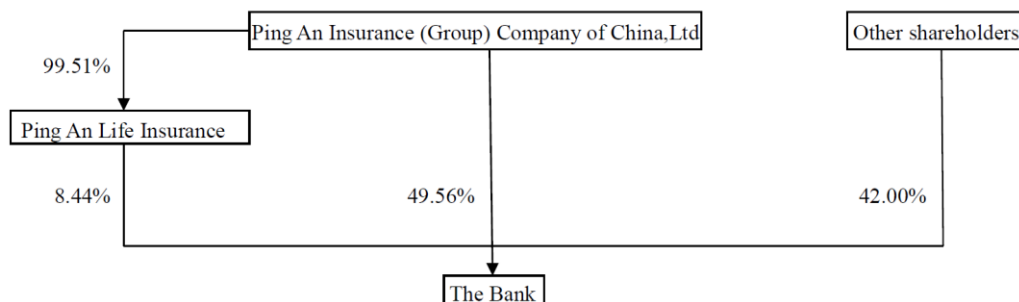 Ping An Insurance (Group) Company of China,Ltd
Other shareholders
99.51%
Ping An Life Insurance
8.44%
49.56%
42.00%
The Bank